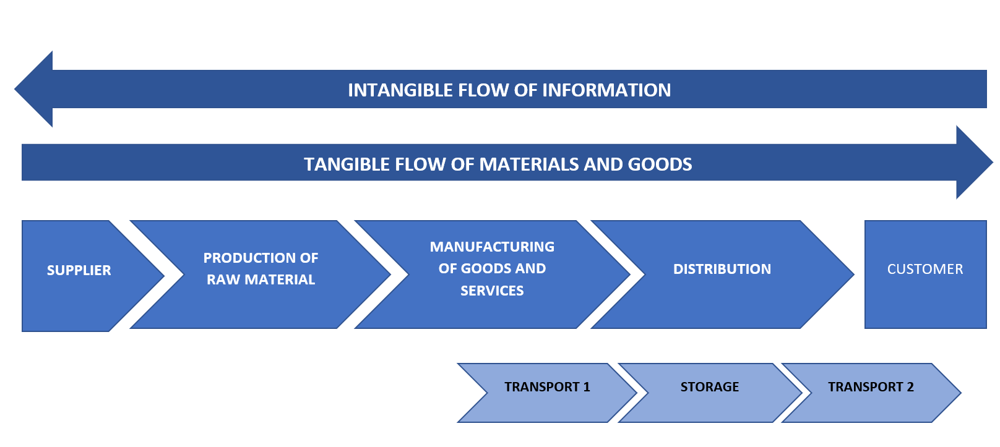 INTANGIBLE FLOW OF INFORMATION
TANGIBLE FLOW OF MATERIALS AND GOODS
SUPPLIER
PRODUCTION OF
RAW MATERIAL
MANUFACTURING
OF GOODS AND
SERVICES
DISTRIBUTION
CUSTOMER
TRANSPORT 1
STORAGE
TRANSPORT 2